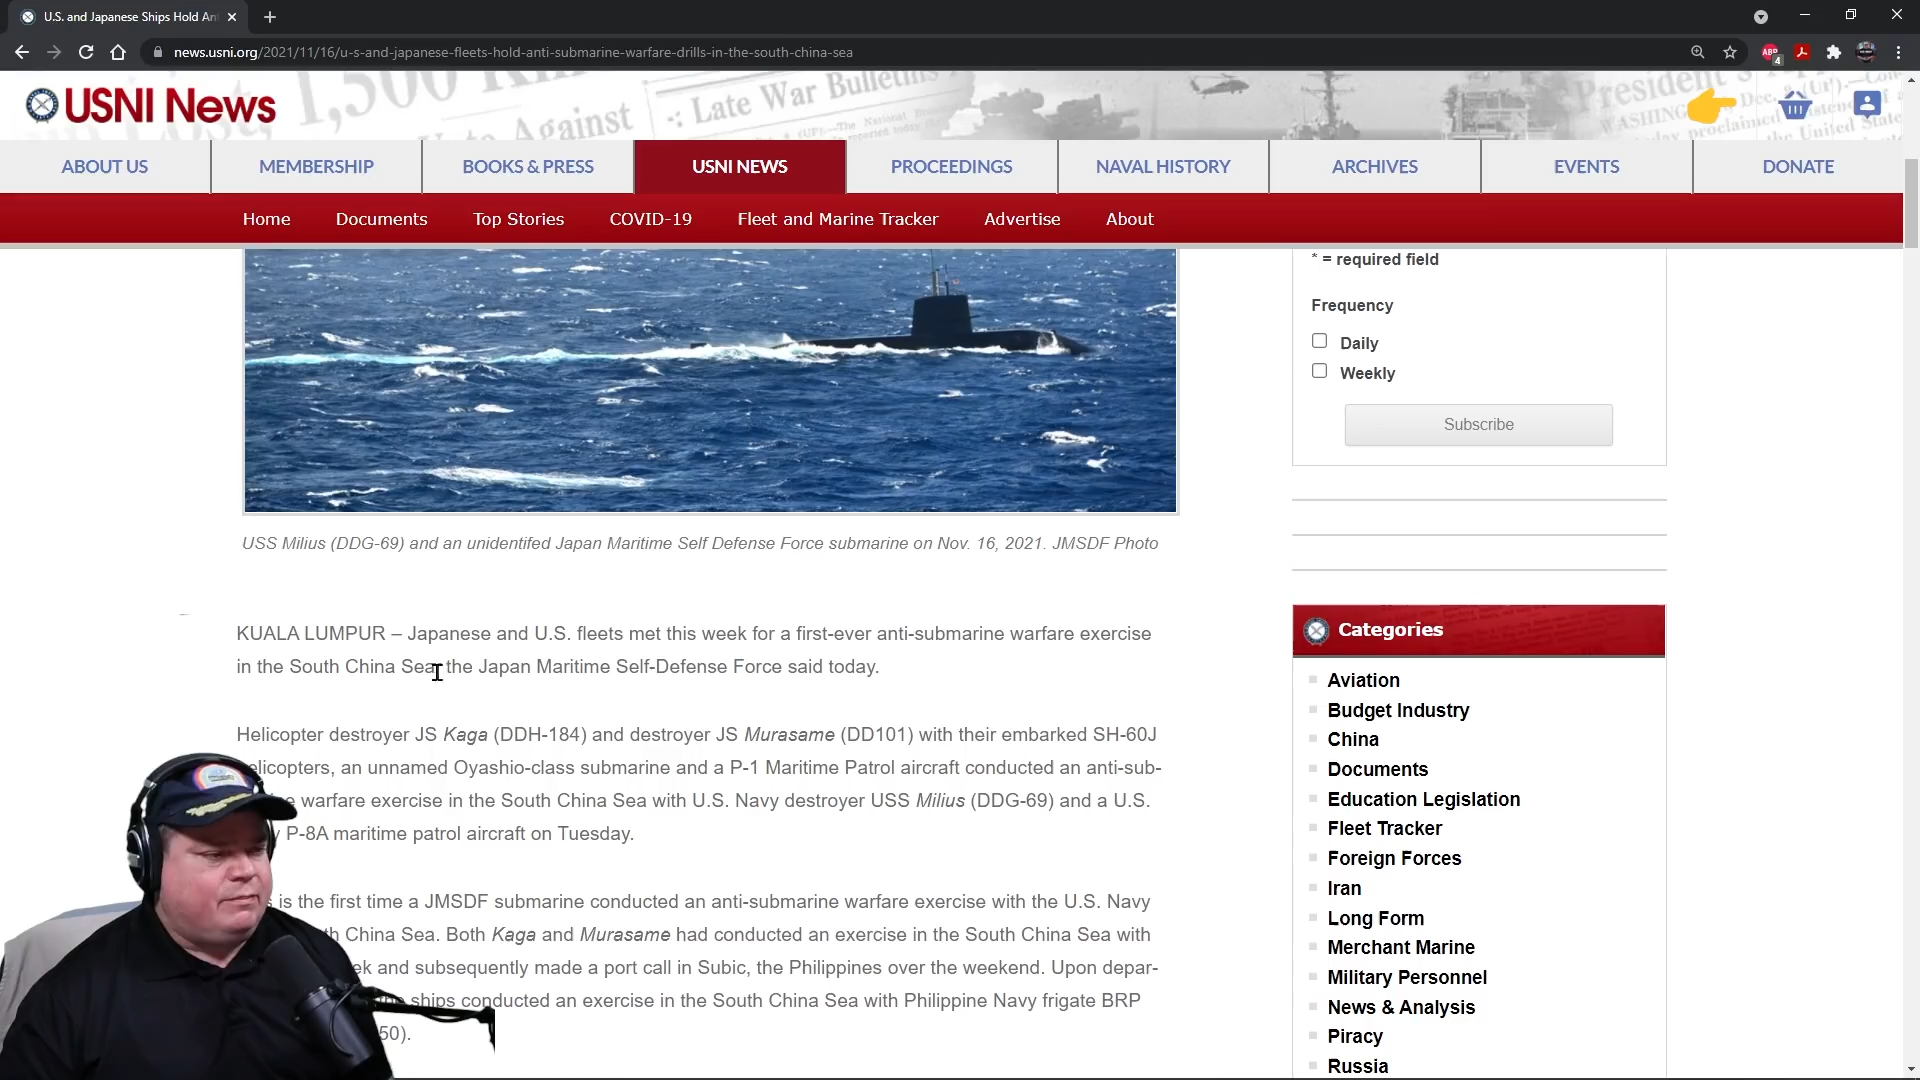 U.S. and Japanese Ships Hold An
news.usni.org/2021/11/16/u-s-and-japanese-fleets-hold-anti-submarine-warfare-drills-in-the-south-china-sea
ABP
4
1,500
Against
-: Late War Bulletins
President's
USNI News
ABOUT US
MEMBERSHIP
BOOKS & PRESS
USNI NEWS
PROCEEDINGS
NAVAL HISTORY
ARCHIVES
EVENTS
DONATE
Home
Documents
Top Stories
COVID-19
Fleet and Marine Tracker
Advertise
About
USS Milius (DDG-69) and an unidentifed Japan Maritime Self Defense Force submarine on Nov. 16, 2021. JMSDF Photo
KUALA LUMPUR – Japanese and U.S. fleets met this week for a first-ever anti-submarine warfare exercise
in the South China Sea, the Japan Maritime Self-Defense Force said today.
Helicopter destroyer JS Kaga (DDH-184) and destroyer JS Murasame (DD101) with their embarked SH-60J
elicopters, an unnamed Oyashio-class submarine and a P-1 Maritime Patrol aircraft conducted an anti-sub-
warfare exercise in the South China Sea with U.S. Navy destroyer USS Milius (DDG-69) and a U.S.
P-8A maritime patrol aircraft on Tuesday.
is the first time a JMSDF submarine conducted an anti-submarine warfare exercise with the U.S. Navy
th China Sea. Both Kaga and Murasame had conducted an exercise in the South China Sea with
ek and subsequently made a port call in Subic, the Philippines over the weekend. Upon depar-
ships conducted an exercise in the South China Sea with Philippine Navy frigate BRP
50).
* = required field
Frequency
Daily
Weekly
Subscribe
Categories
Aviation
Budget Industry
China
Documents
Education Legislation
Fleet Tracker
Foreign Forces
Iran
Long Form
Merchant Marine
Military Personnel
News & Analysis
Piracy
Russia